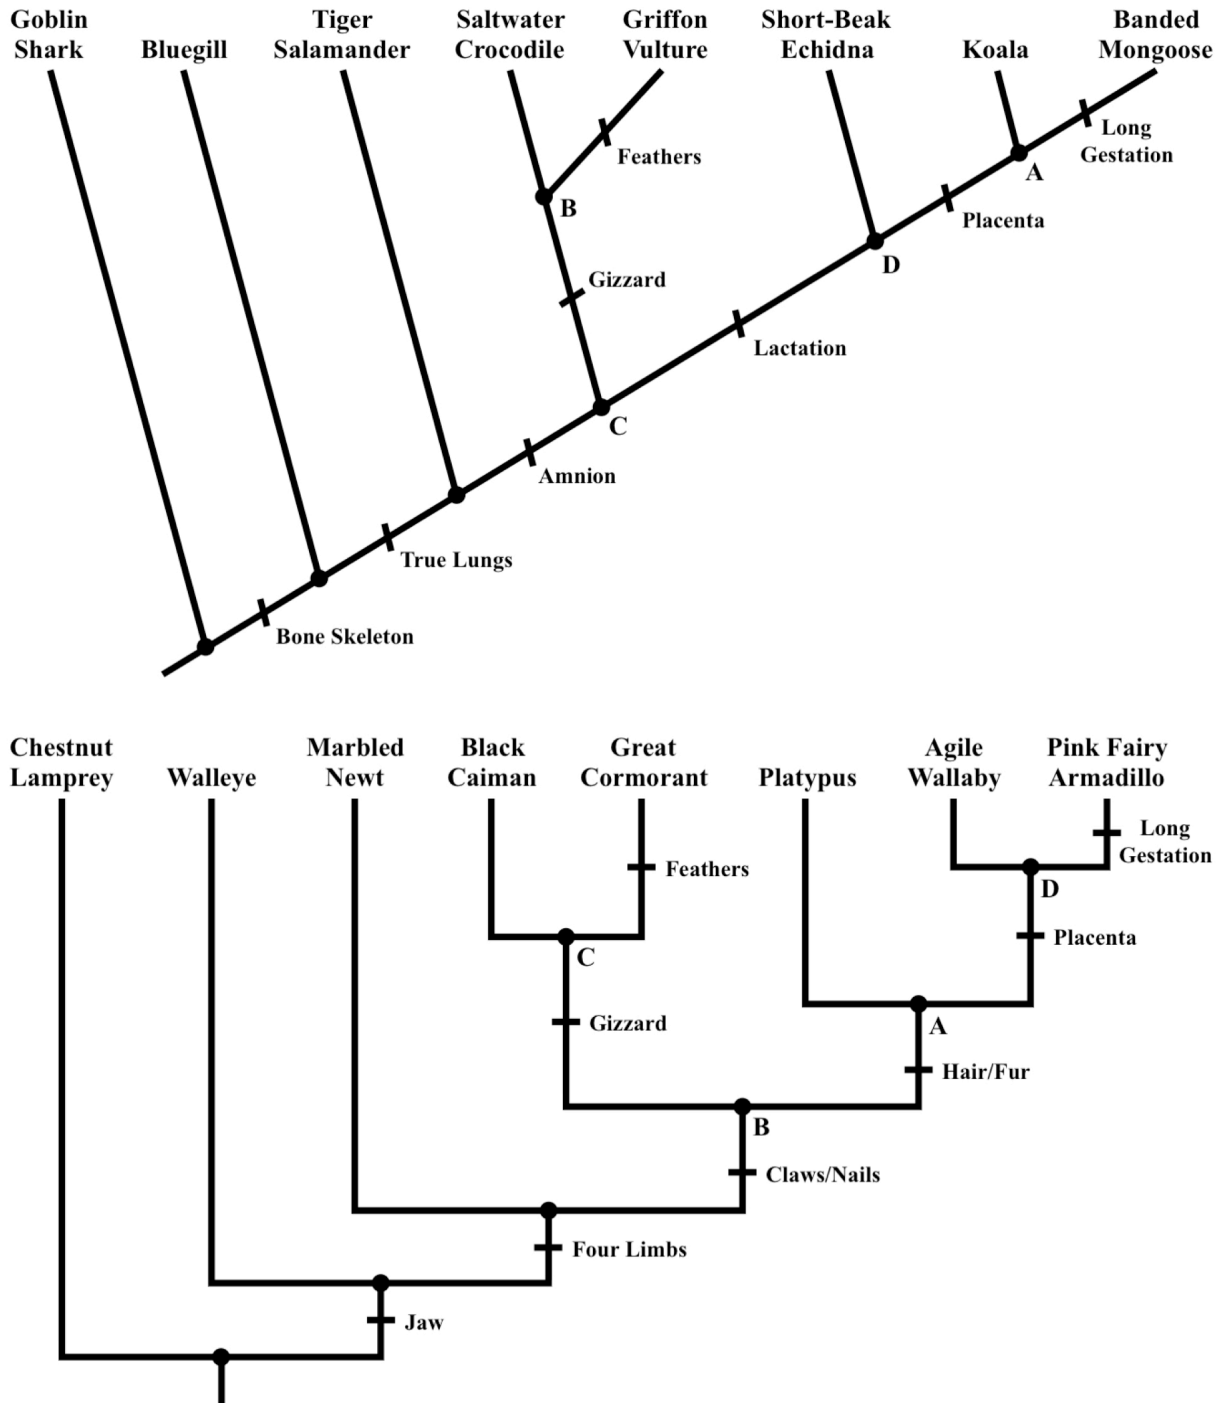 Goblin
Shark
Bluegill
Tiger
Salamander
Saltwater
Crocodile
Griffon
Vulture
Short-Beak
Echidna
Koala
Banded
Mongoose
Long
Gestation
Feathers
A
B
Placenta
D
Gizzard
Lactation
C
Amnion
True Lungs
Bone Skeleton
Chestnut
Lamprey
Walleye
Marbled
Newt
Black
Caiman
Great
Cormorant
Platypus
Agile
Wallaby
Pink Fairy
Armadillo
Long
Gestation
Feathers
D
Placenta
C
Gizzard
A
Hair/Fur
B
Claws/Nails
Four Limbs
Jaw